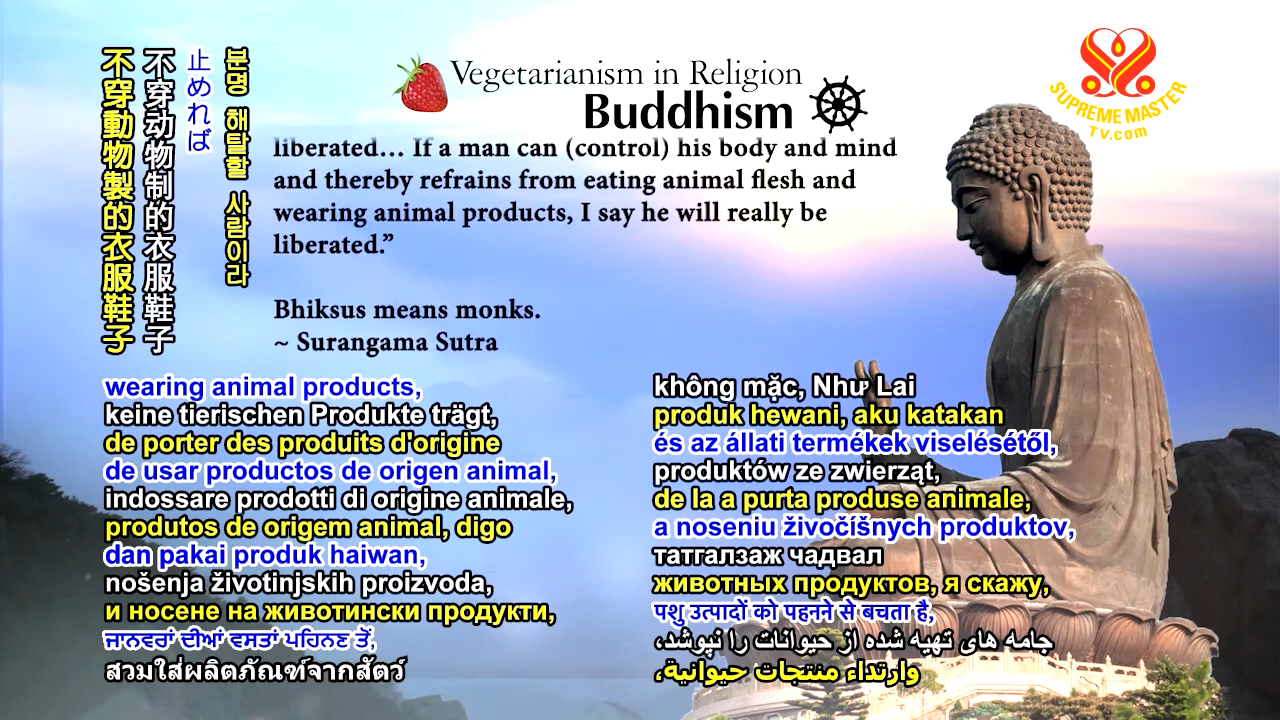 不穿動物製的衣服鞋子
不穿动物制的衣服鞋子
止めれば
분명 해탈할 사람이라
Vegetarianism in Religion
Buddhism
SUPREME MASTER
TV.com
liberated... If a man can (control) his body and mind
and thereby refrains from eating animal flesh and
wearing animal products, I say he will really be
liberated.”
Bhiksus means monks.
~ Surangama Sutra
wearing animal products,
keine tierischen Produkte trägt,
de porter des produits d'origine
de usar productos de origen animal,
indossare prodotti di origine animale,
produtos de origem animal, digo
dan pakai produk haiwan,
nošenja životinjskih proizvoda,
и носене на животински продукти,
ਜਾਨਵਰਾਂ ਦੀਆਂ ਵਸਤਾਂ ਪਹਿਨਣ ਤੋਂ,
สวมใส่ผลิตภัณฑ์จากสัตว์
không mặc, Như Lai
produk hewani, aku katakan
és az állati termékek viselésétől,
produktów ze zwierząt,
de la a purta produse animale,
a noseniu živočíšnych produktov,
татгалзаж чадвал
животных продуктов, я скажу,
पशु उत्पादों को पहनने से बचता है,
جامه های تهیه شده از حیوانات را نپوشد،
وارتداء منتجات حيوانية،